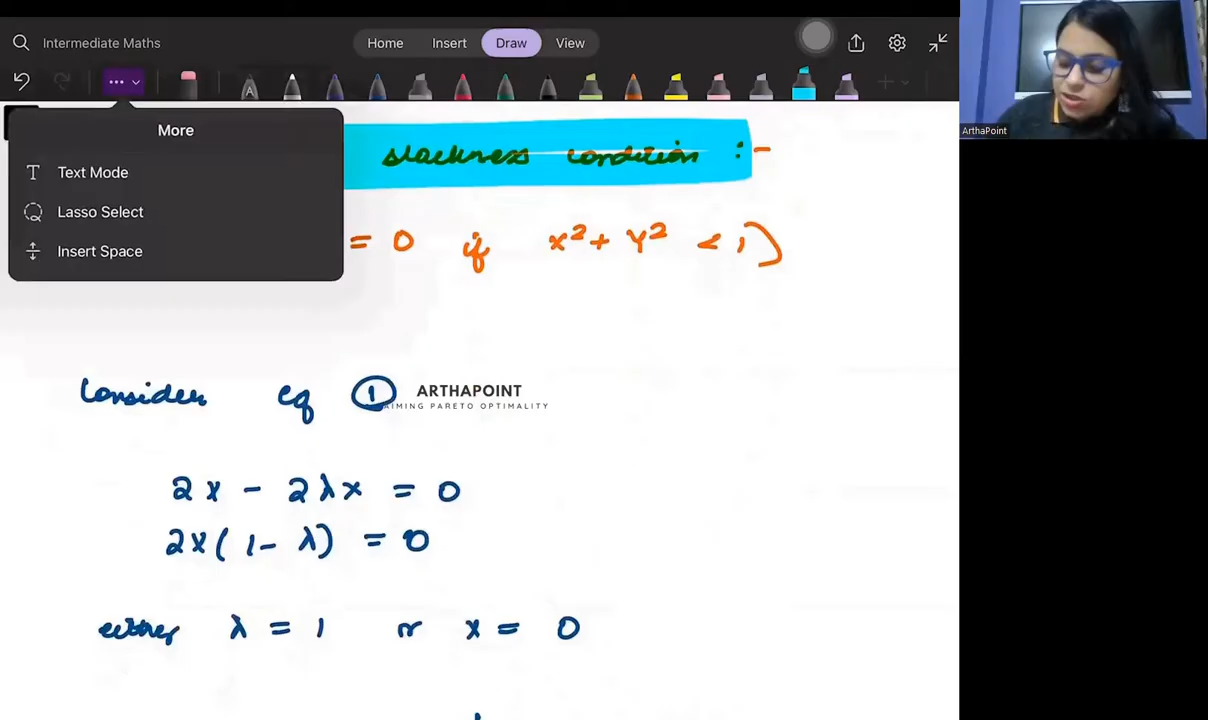 Intermediate Maths
Home Insert Draw View
A
More
Text Mode
Lasso Select
Insert Space
slackness condition :-
= 0 if x² + y² < 1)
Consider eq ①
ARTHAPOINT
AIMING PARETO OPTIMALITY
2x - 2λx = 0
2x( 1 - λ) = 0
either λ = 1 or x = 0
ArthaPoint